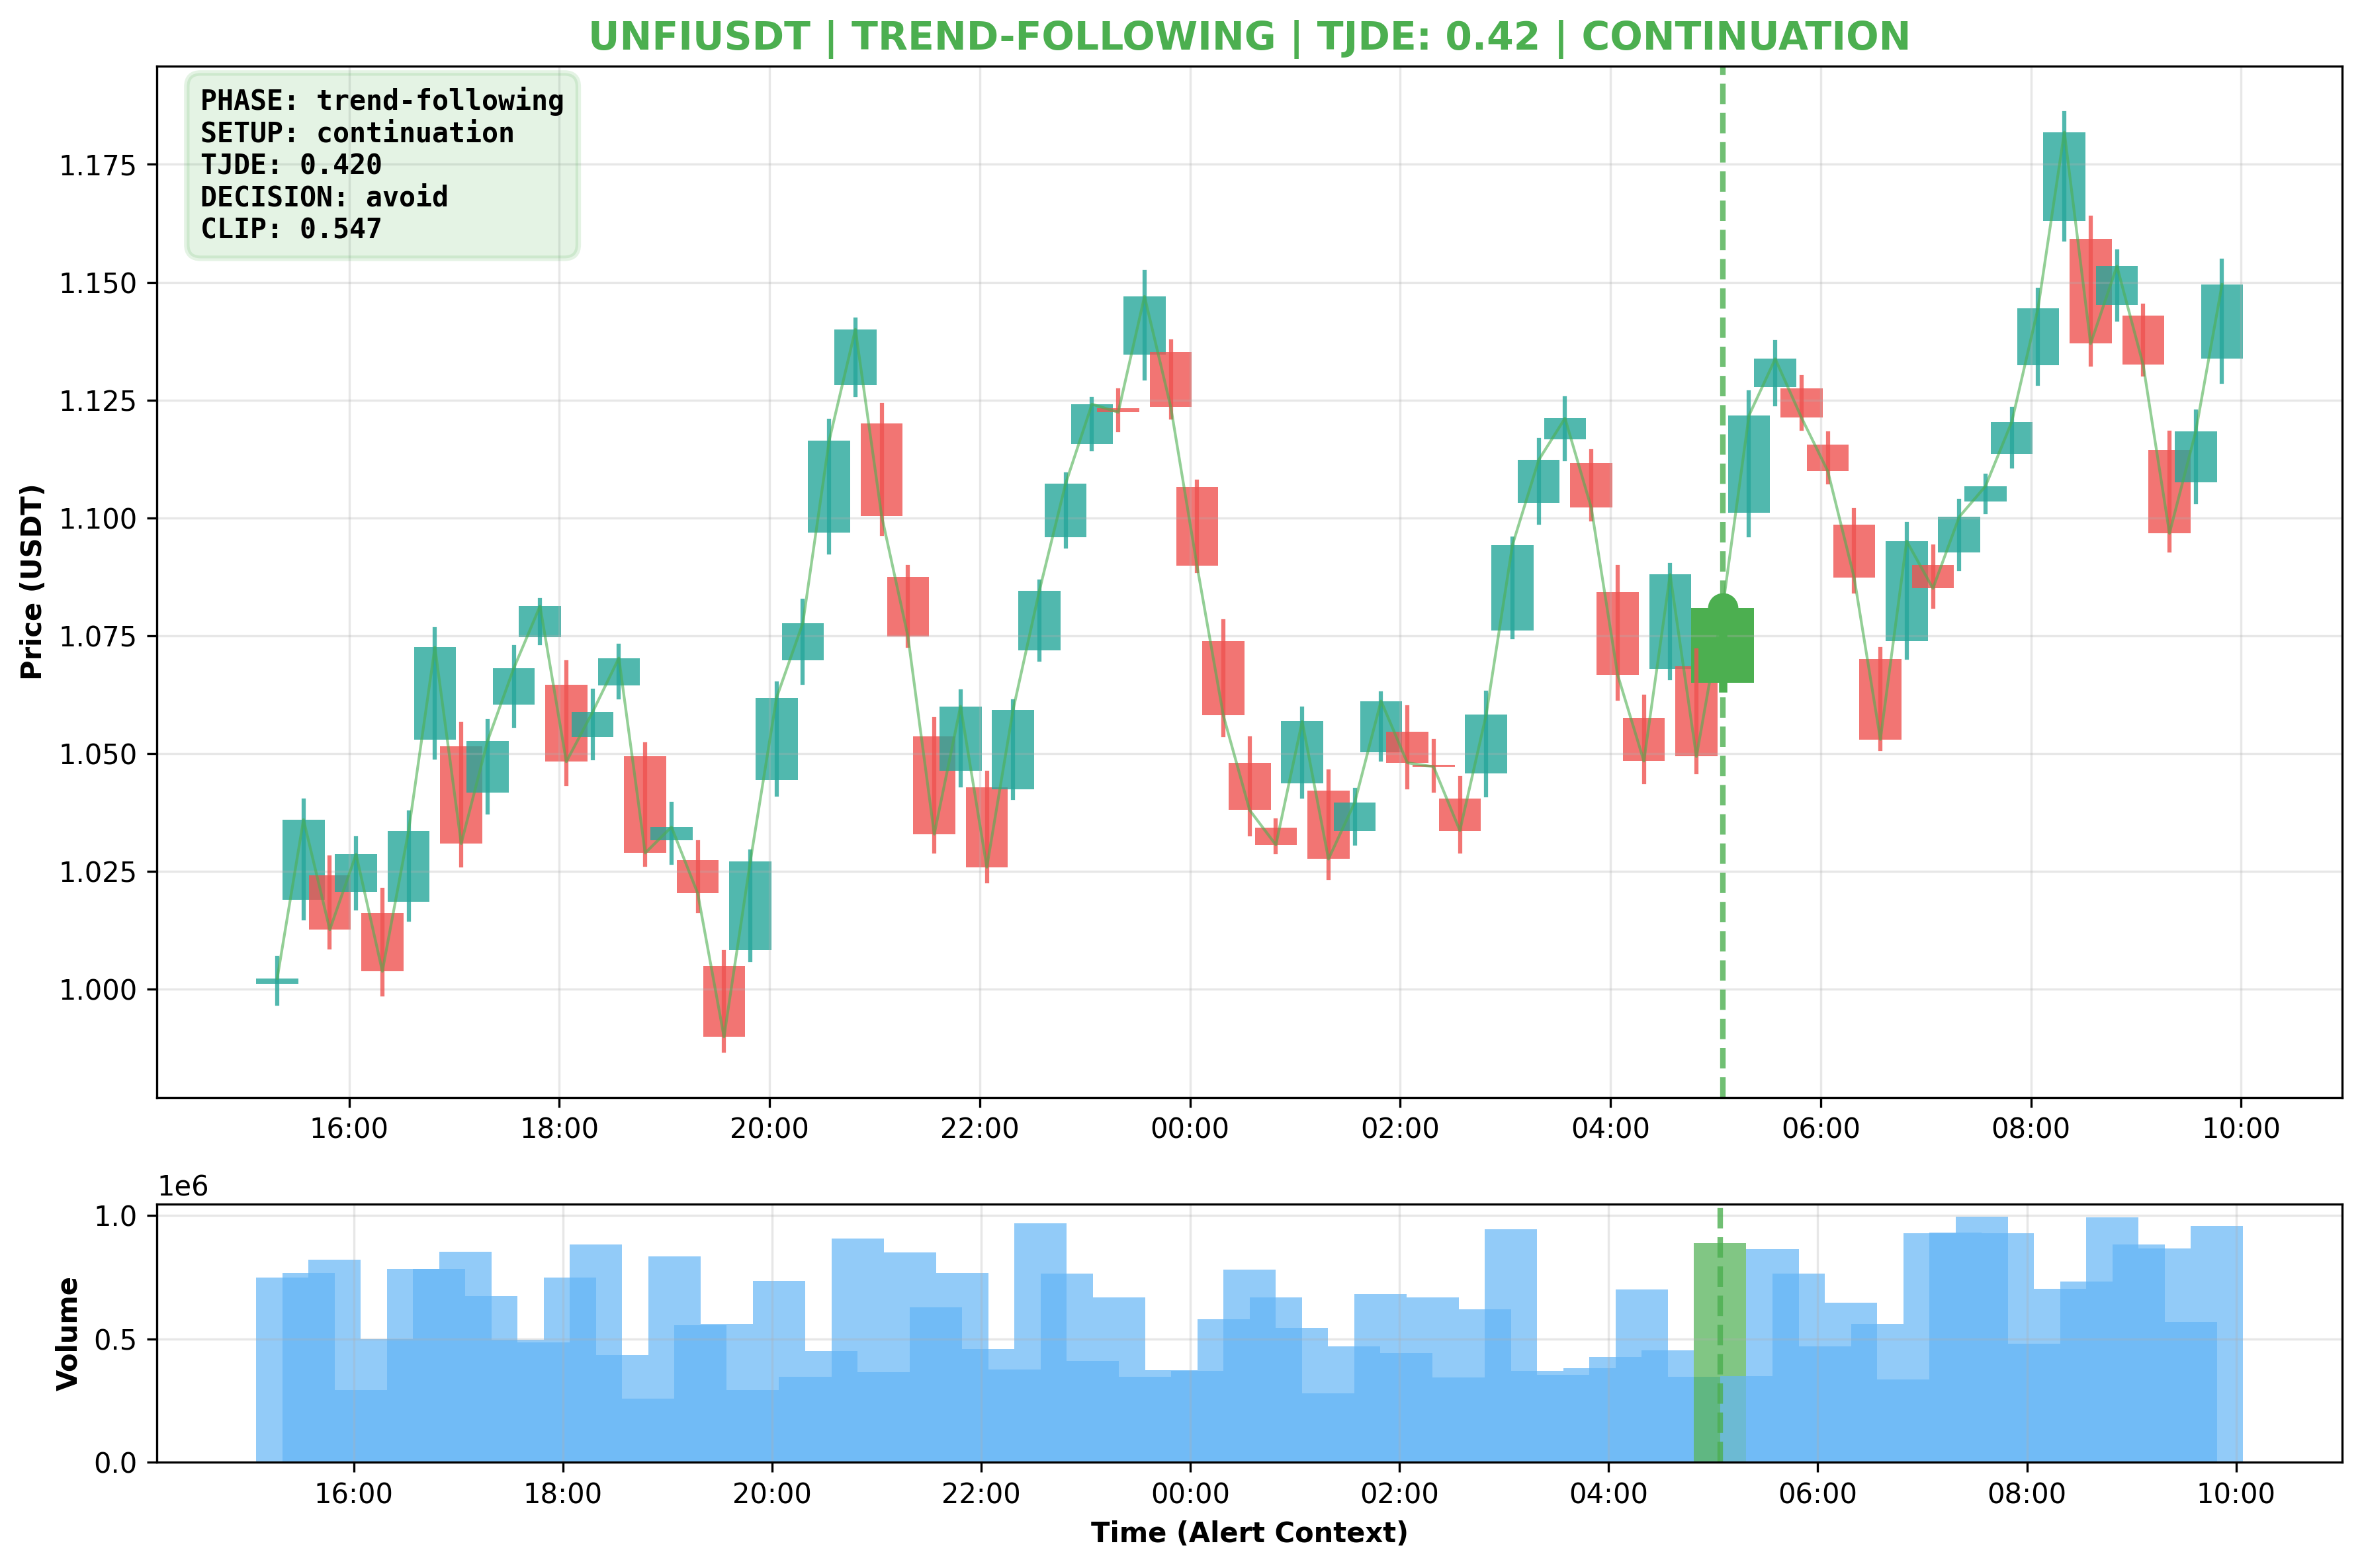 UNFIUSDT | TREND-FOLLOWING | TJDE: 0.42 | CONTINUATION
PHASE: trend-following
SETUP: continuation
TJDE: 0.420
DECISION: avoid
CLIP: 0.547
Price (USDT)
1.175
1.150
1.125
1.100
1.075
1.050
1.025
1.000
16:00 18:00 20:00 22:00 00:00 02:00 04:00 06:00 08:00 10:00
1e6
Volume
1.0
0.5
0.0
16:00 18:00 20:00 22:00 00:00 02:00 04:00 06:00 08:00 10:00
Time (Alert Context)